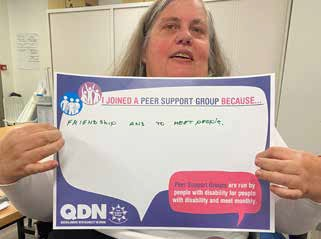 I JOINED A PEER SUPPORT GROUP BECAUSE...
FRIENDSHIP AND TO MEET PEOPLE.
Peer Support Groups are run by
people with disability for people
with disability and meet monthly.
QDN